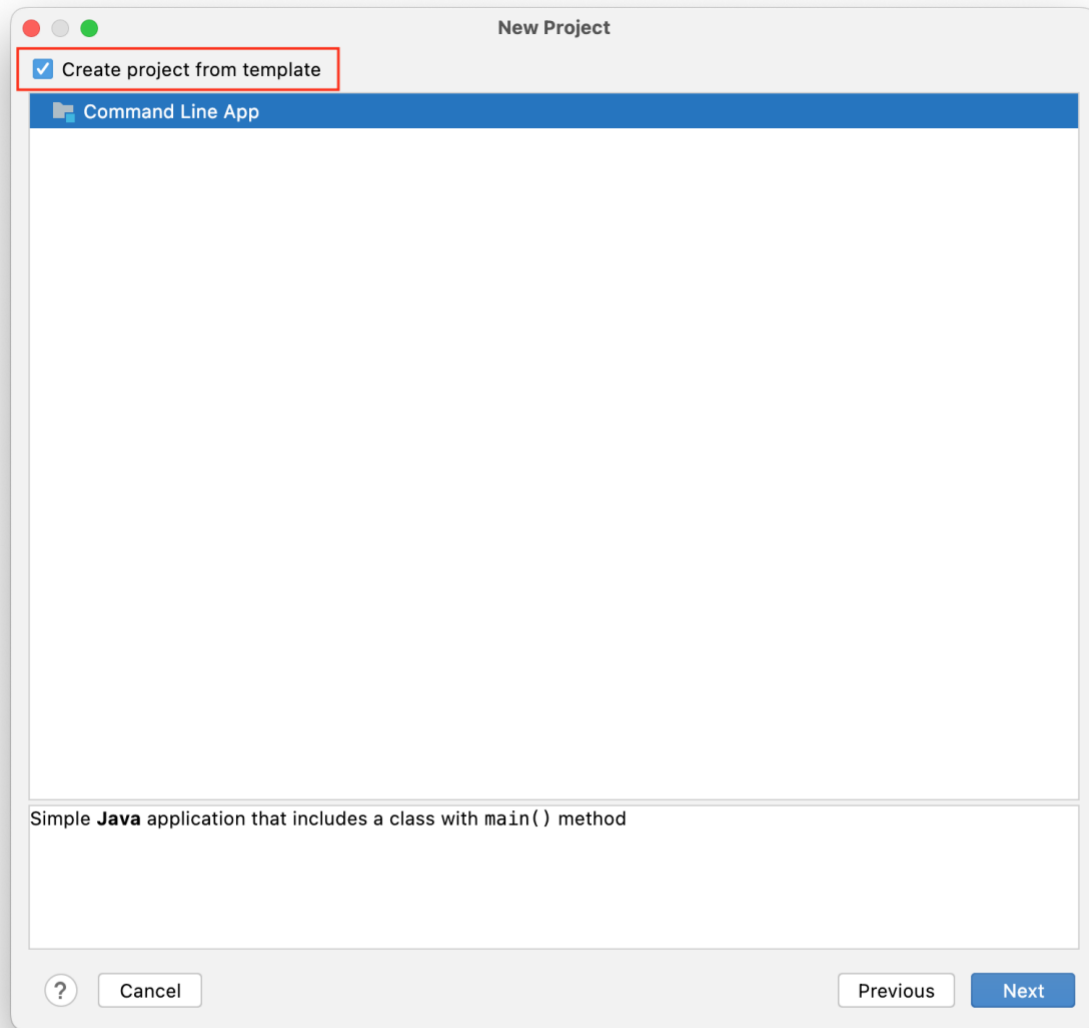 New Project
Create project from template
Command Line App
Simple Java application that includes a class with main() method
? Cancel Previous Next